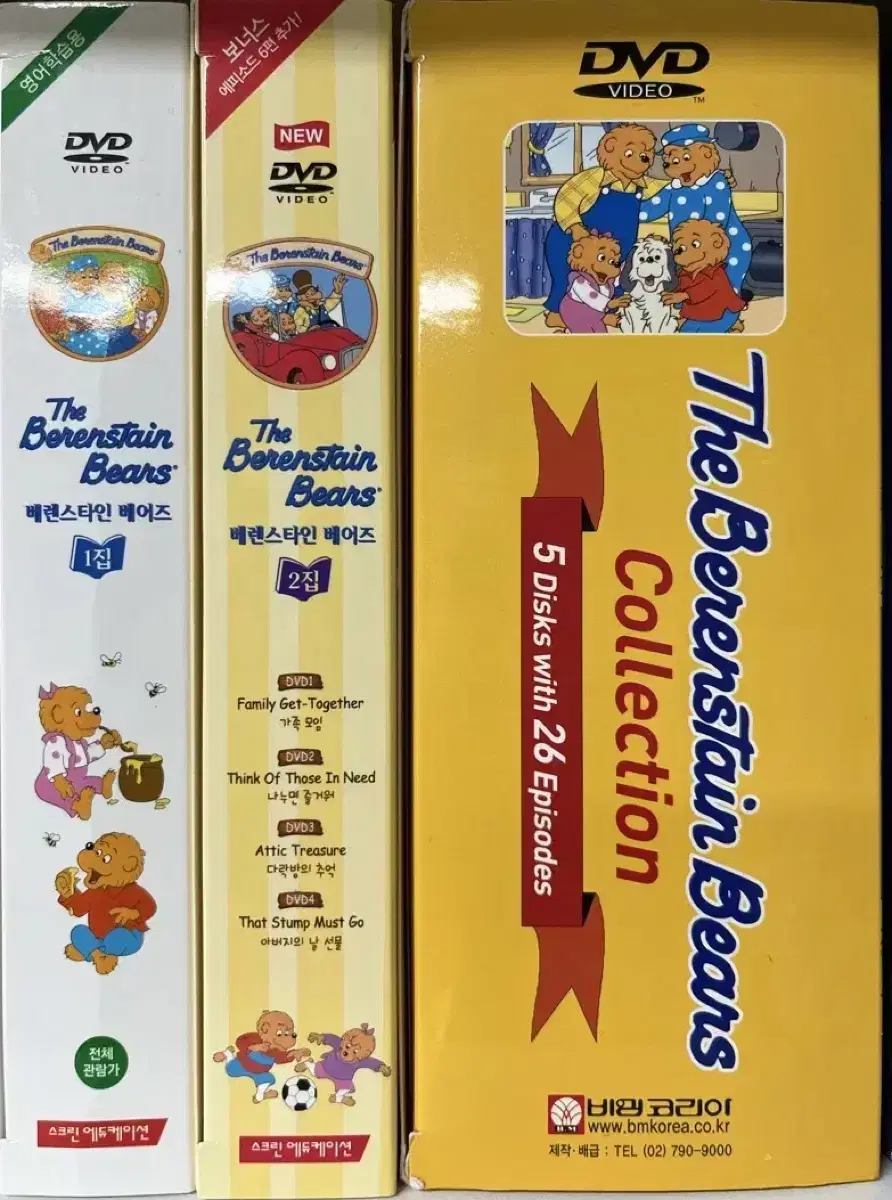 영어학습용
DVD
VIDEO
The Berenstain Bears
The
Berenstain
Bears
베렌스타인 베어즈
1집
전체
관람가
스크린 에듀케이션
보너스
에피소드 6편 추가!
NEW
DVD
VIDEO
The Berenstain Bears
The
Berenstain
Bears
베렌스타인 베어즈
2집
DVD1
Family Get-Together
가족 모임
DVD2
Think Of Those In Need
나누면 즐거워
DVD3
Attic Treasure
다락방의 추억
DVD4
That Stump Must Go
아버지의 날 선물
스크린 에듀케이션
DVD
VIDEO™
The Berenstain Bears
Collection
5 Disks with 26 Episodes
B.M
비엠코리아
www.bmkorea.co.kr
제작·배급 : TEL (02) 790-9000